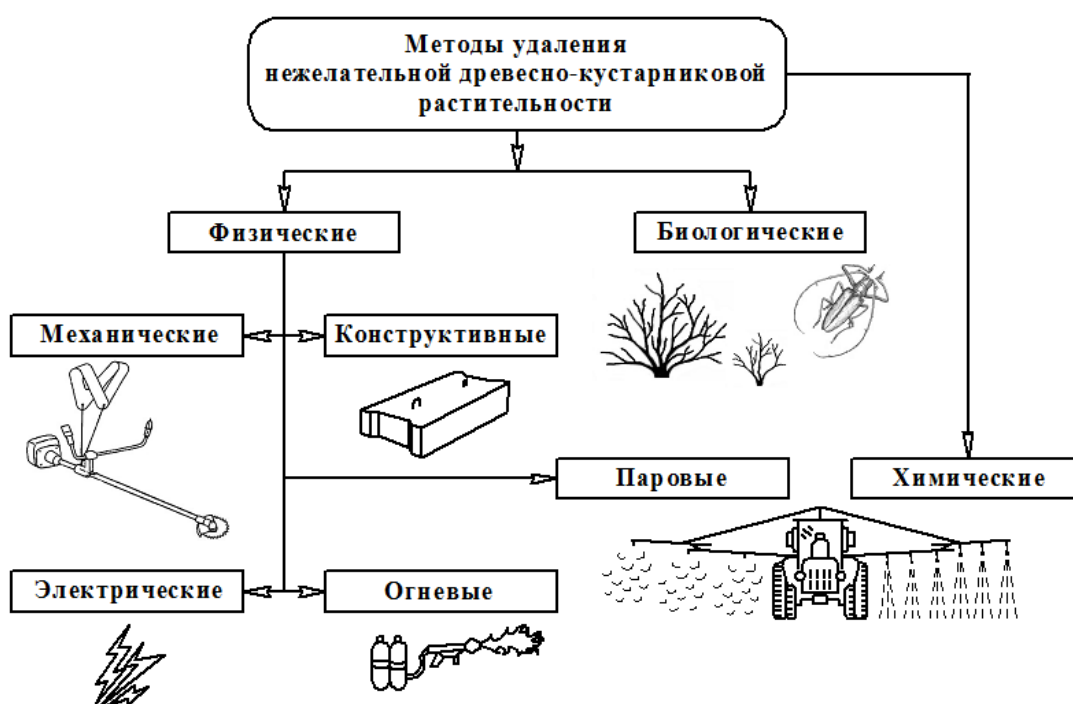 Методы удаления
нежелательной древесно-кустарниковой
растительности
Физические
Биологические
Механические
Конструктивные
Паровые
Химические
Электрические
Огневые